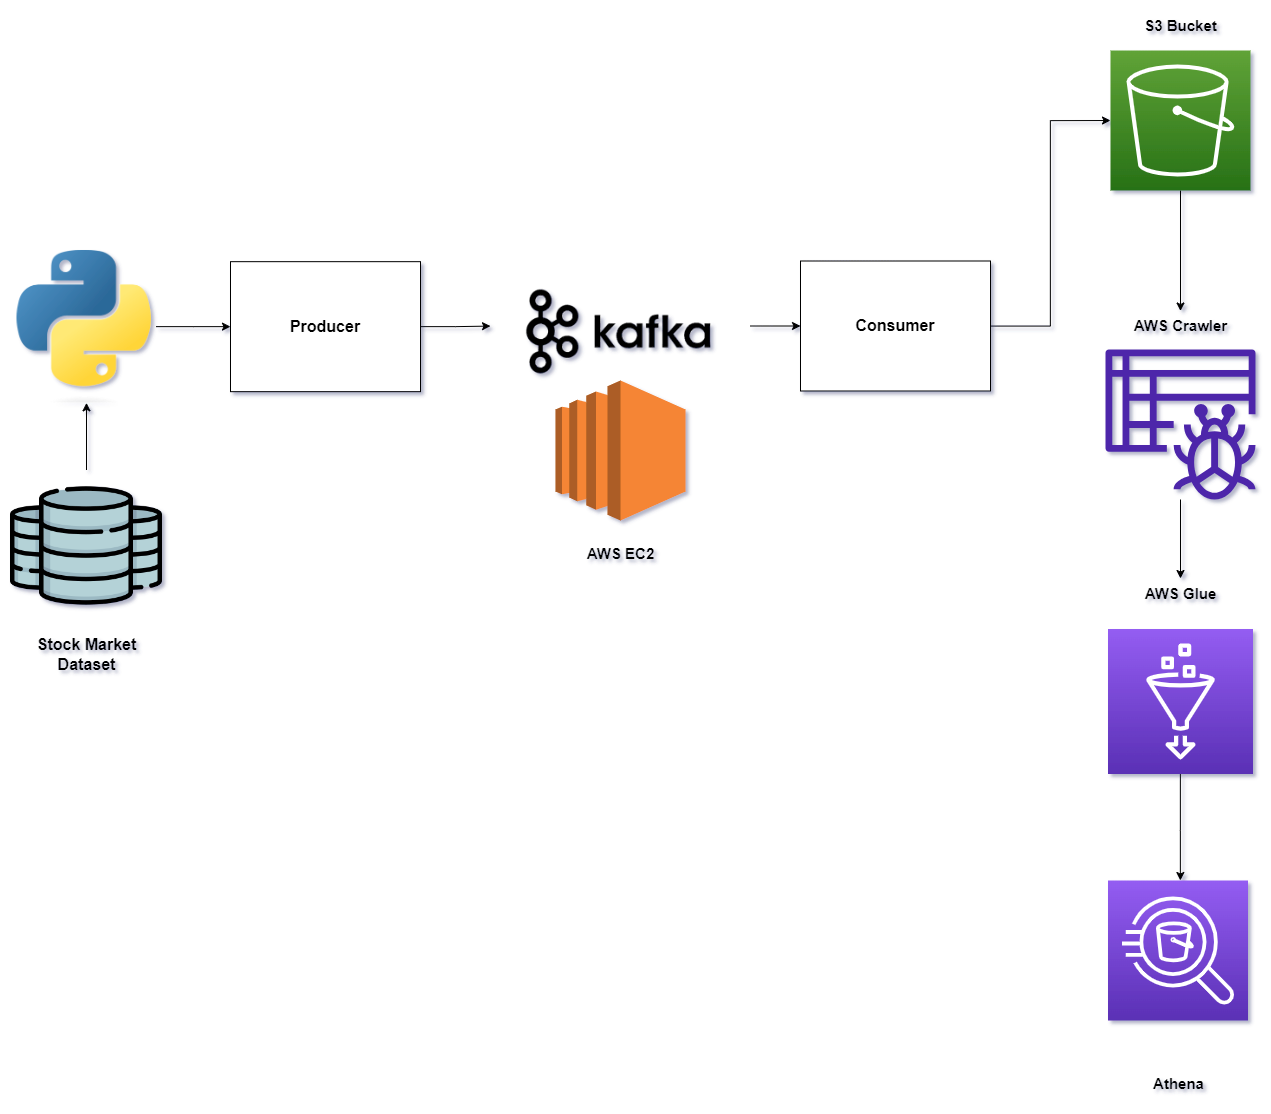 S3 Bucket
Producer
kafka
Consumer
AWS Crawler
AWS EC2
AWS Glue
Stock Market
Dataset
Athena